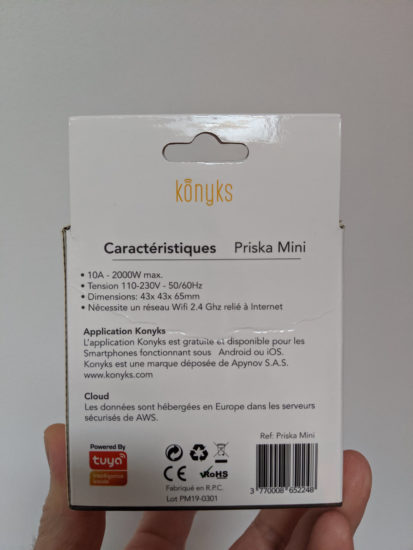 konyks
Caractéristiques Priska Mini
• 10A - 2000W max.
• Tension 110-230V - 50/60Hz
• Dimensions: 43x 43x 65mm
• Nécessite un réseau Wifi 2.4 Ghz relié à Internet
Application Konyks
L'application Konyks est gratuite et disponible pour les
Smartphones fonctionnant sous Android ou iOS.
Konyks est une marque déposée de Apynov S.A.S.
www.konyks.com
Cloud
Les données sont hébergées en Europe dans les serveurs
sécurisés de AWS.
Ref: Priska Mini
Powered By
tuya
Intelligence
Inside
CE RoHS
Fabriqué en R.P.C.
Lot PM19-0301
3 770008 652248